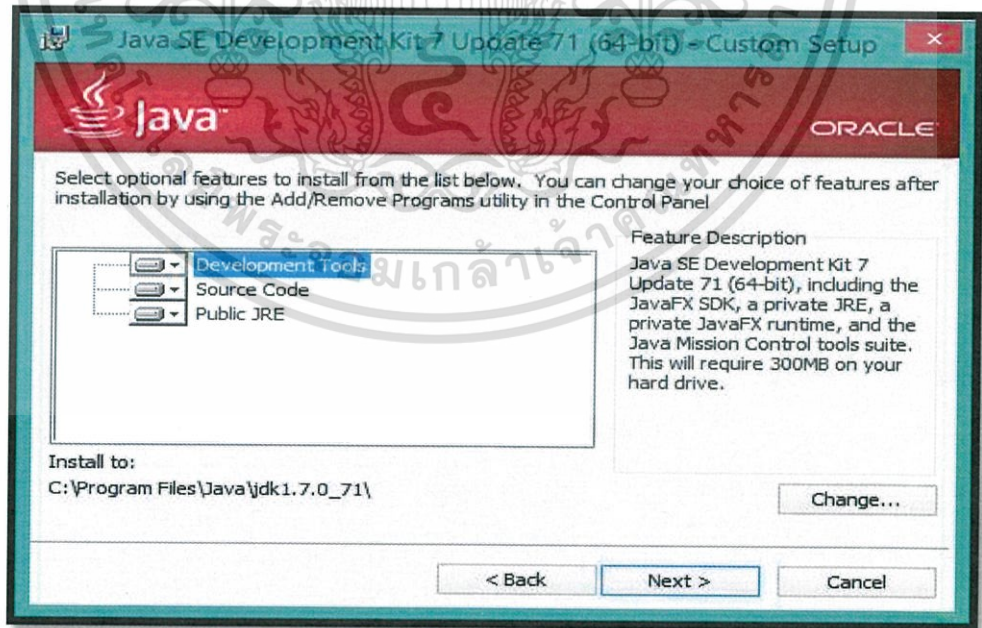 Java SE Development Kit 7 Update 71 (64-bit) - Custom Setup
Java™
ORACLE
Select optional features to install from the list below. You can change your choice of features after
installation by using the Add/Remove Programs utility in the Control Panel
Development Tools
Source Code
Public JRE
Feature Description
Java SE Development Kit 7
Update 71 (64-bit), including the
JavaFX SDK, a private JRE, a
private JavaFX runtime, and the
Java Mission Control tools suite.
This will require 300MB on your
hard drive.
Install to:
C:\Program Files\Java\jdk1.7.0_71\
Change...
< Back
Next >
Cancel